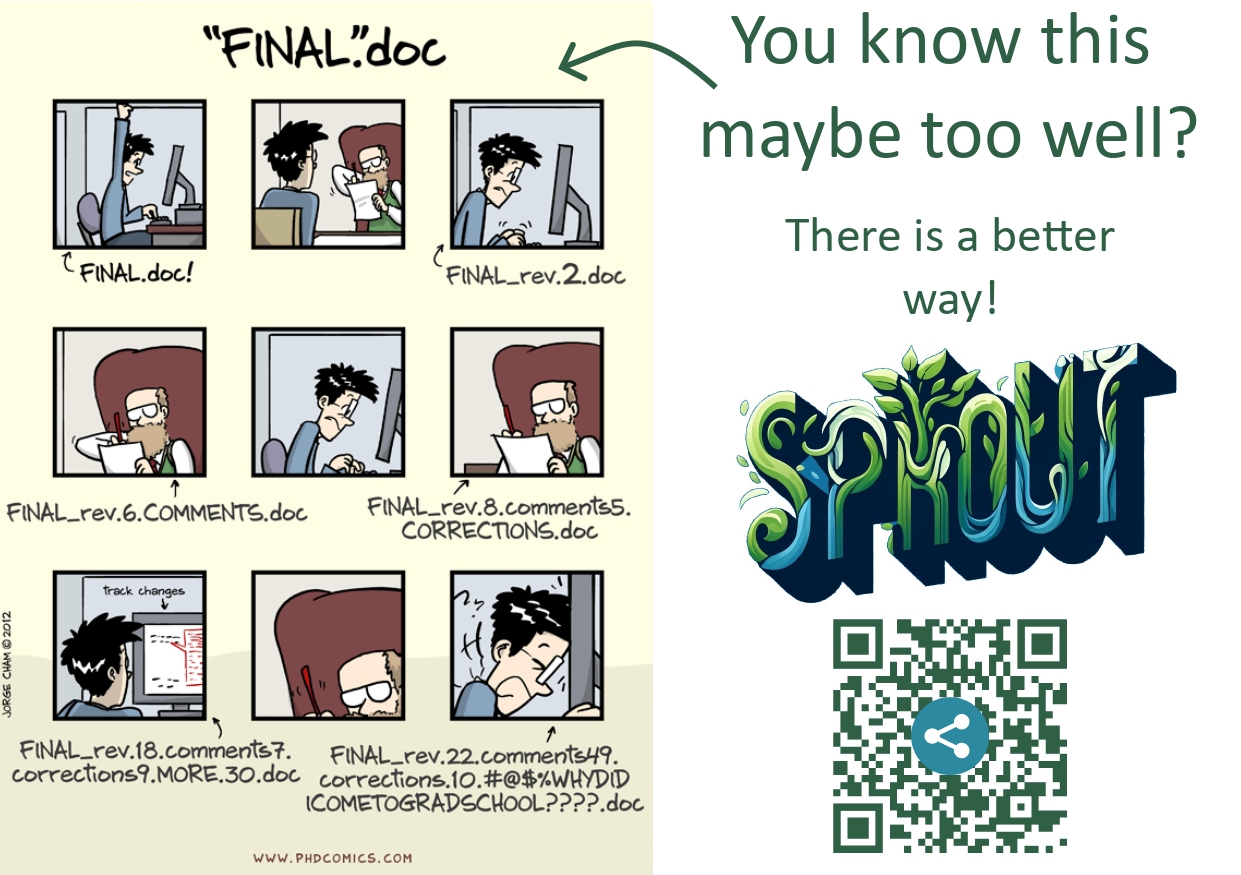 "FINAL".doc
FINAL.doc!
FINAL_rev.2.doc
FINAL_rev.6.COMMENTS.doc
FINAL_rev.8.comments5.
CORRECTIONS.doc
track changes
FINAL_rev.18.comments7.
corrections9.MORE.30.doc
FINAL_rev.22.comments49.
corrections.10.#@$%WHYDID
ICOMETOGRADSCHOOL????.doc
JORGE CHAM © 2012
WWW.PHDCOMICS.COM
You know this
maybe too well?
There is a better
way!
SPROUT